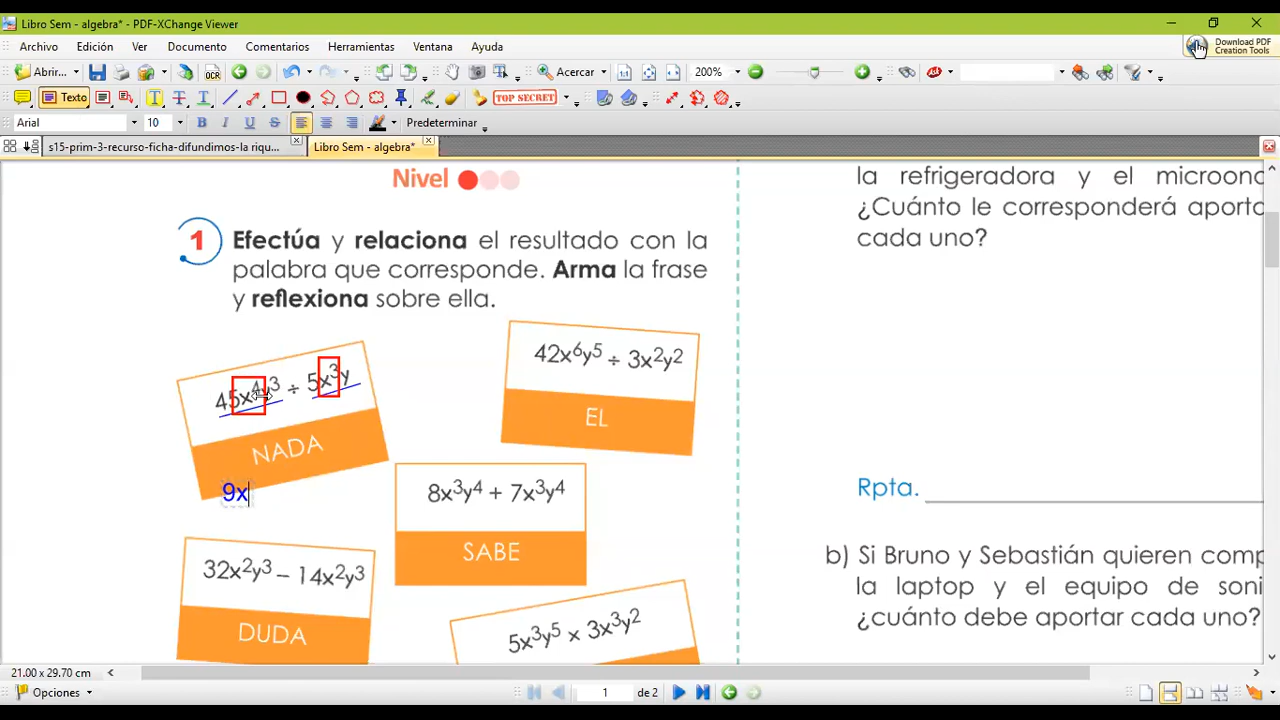 Libro Sem - algebra* - PDF-XChange Viewer
Archivo Edición Ver Documento Comentarios Herramientas Ventana Ayuda
Download PDF Creation Tools
Abrir... OCR Acercar 200%
Texto TOP SECRET
Arial 10 B I U Predeterminar
s15-prim-3-recurso-ficha-difundimos-la riqu... Libro Sem - algebra*
Nivel
1 Efectúa y relaciona el resultado con la
palabra que corresponde. Arma la frase
y reflexiona sobre ella.
45x⁴y³ ÷ 5x³y
NADA
9x
42x⁶y⁵ ÷ 3x²y²
EL
8x³y⁴ + 7x³y⁴
SABE
32x²y³ – 14x²y³
DUDA
5x³y⁵ × 3x³y²
la refrigeradora y el microon
¿Cuánto le corresponderá aport
cada uno?
Rpta.
b) Si Bruno y Sebastián quieren comp
la laptop y el equipo de soni
¿cuánto debe aportar cada uno?
21.00 x 29.70 cm
Opciones 1 de 2